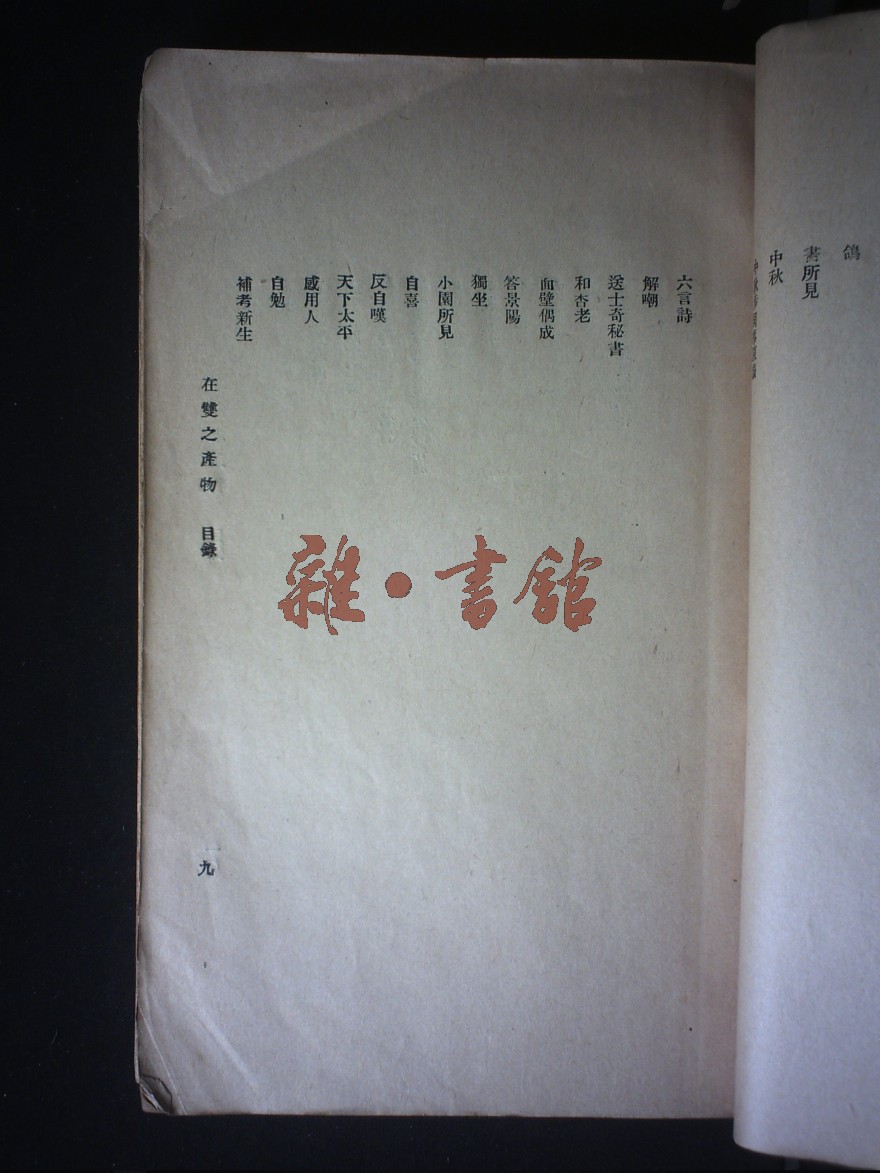 鴿
書所見
中秋
六言詩
解嘲
送士奇秘書
和杏老
血壁偶成
答景陽
獨坐
小園所見
自喜
反自嘆
天下太平
感用人
自勉
補考新生
在雙之產物 目錄
九
雜·書館